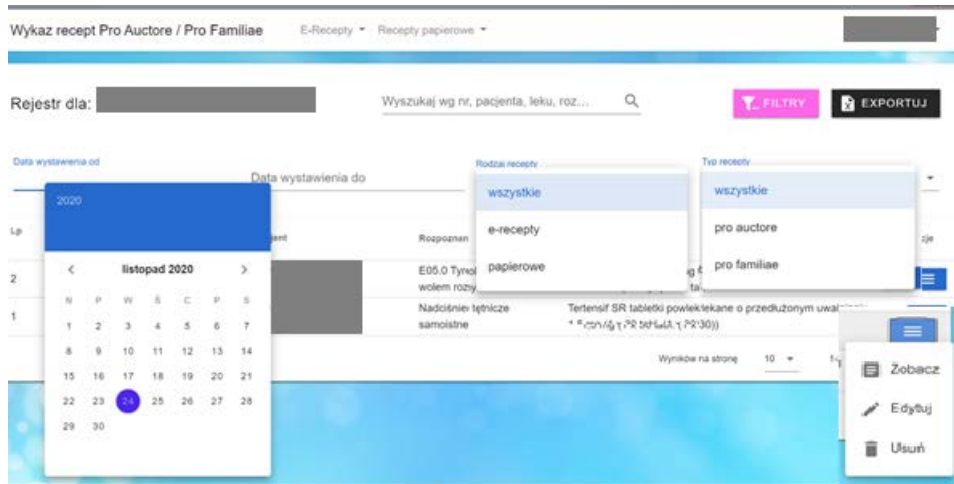 Wykaz recept Pro Auctore / Pro Familiae E-Recepty Recepty papierowe
Rejestr dla: Wyszukaj wg nr, pacjenta, leku, roz... FILTRY EXPORTUJ
Data wystawienia od Rodzaj recepty Typ recepty
Data wystawienia do
wszystkie wszystkie
2020
e-recepty pro auctore
Lp Rozpoznan
papierowe pro familiae
listopad 2020
2 E05.0
wolem
N P W Ś C P S
1 Nadciśnień tętnicze Tertensif SR tabletki powlekane o przedłużonym
samoistne
1 2 3 4 5 6 7
8 9 10 11 12 13 14
Wyników na stronę 10
15 16 17 18 19 20 21
22 23 24 25 26 27 28
29 30
Zobacz
Edytuj
Usuń